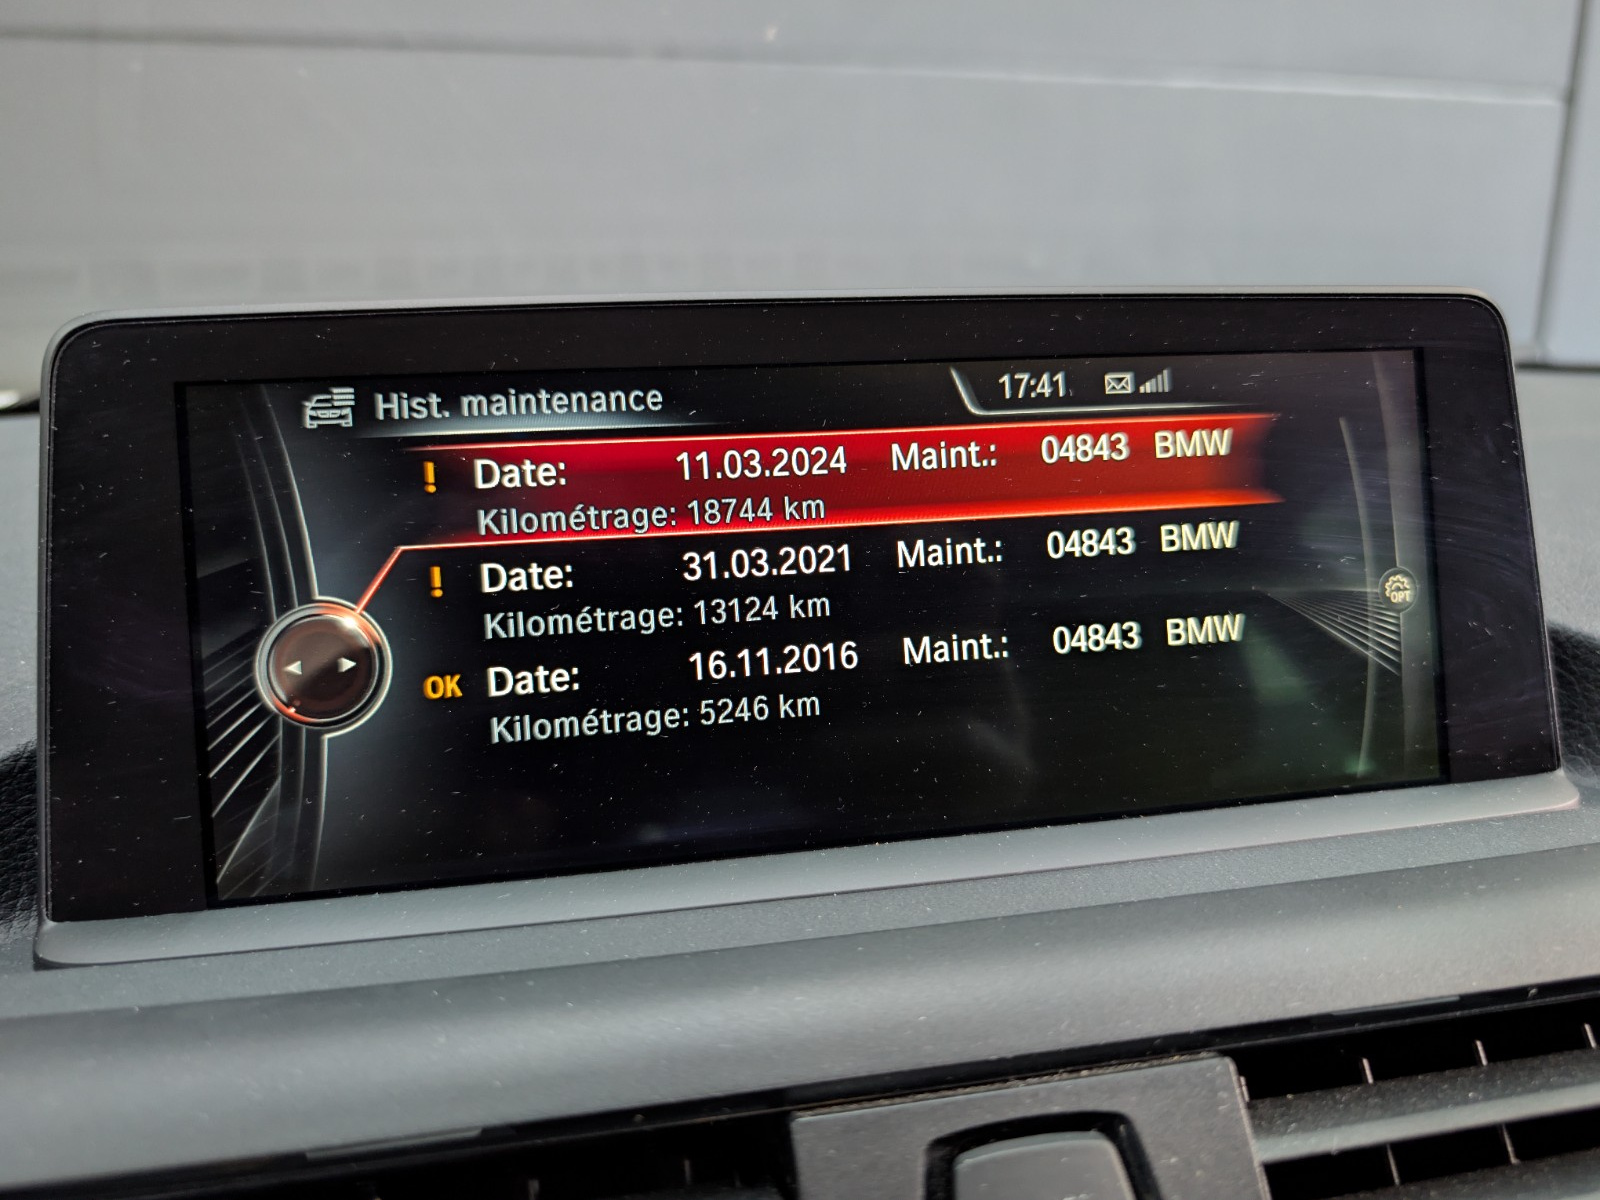 Hist. maintenance
17:41
! Date: 11.03.2024 Maint.: 04843 BMW
Kilométrage: 18744 km
! Date: 31.03.2021 Maint.: 04843 BMW
Kilométrage: 13124 km
OK Date: 16.11.2016 Maint.: 04843 BMW
Kilométrage: 5246 km
OPT